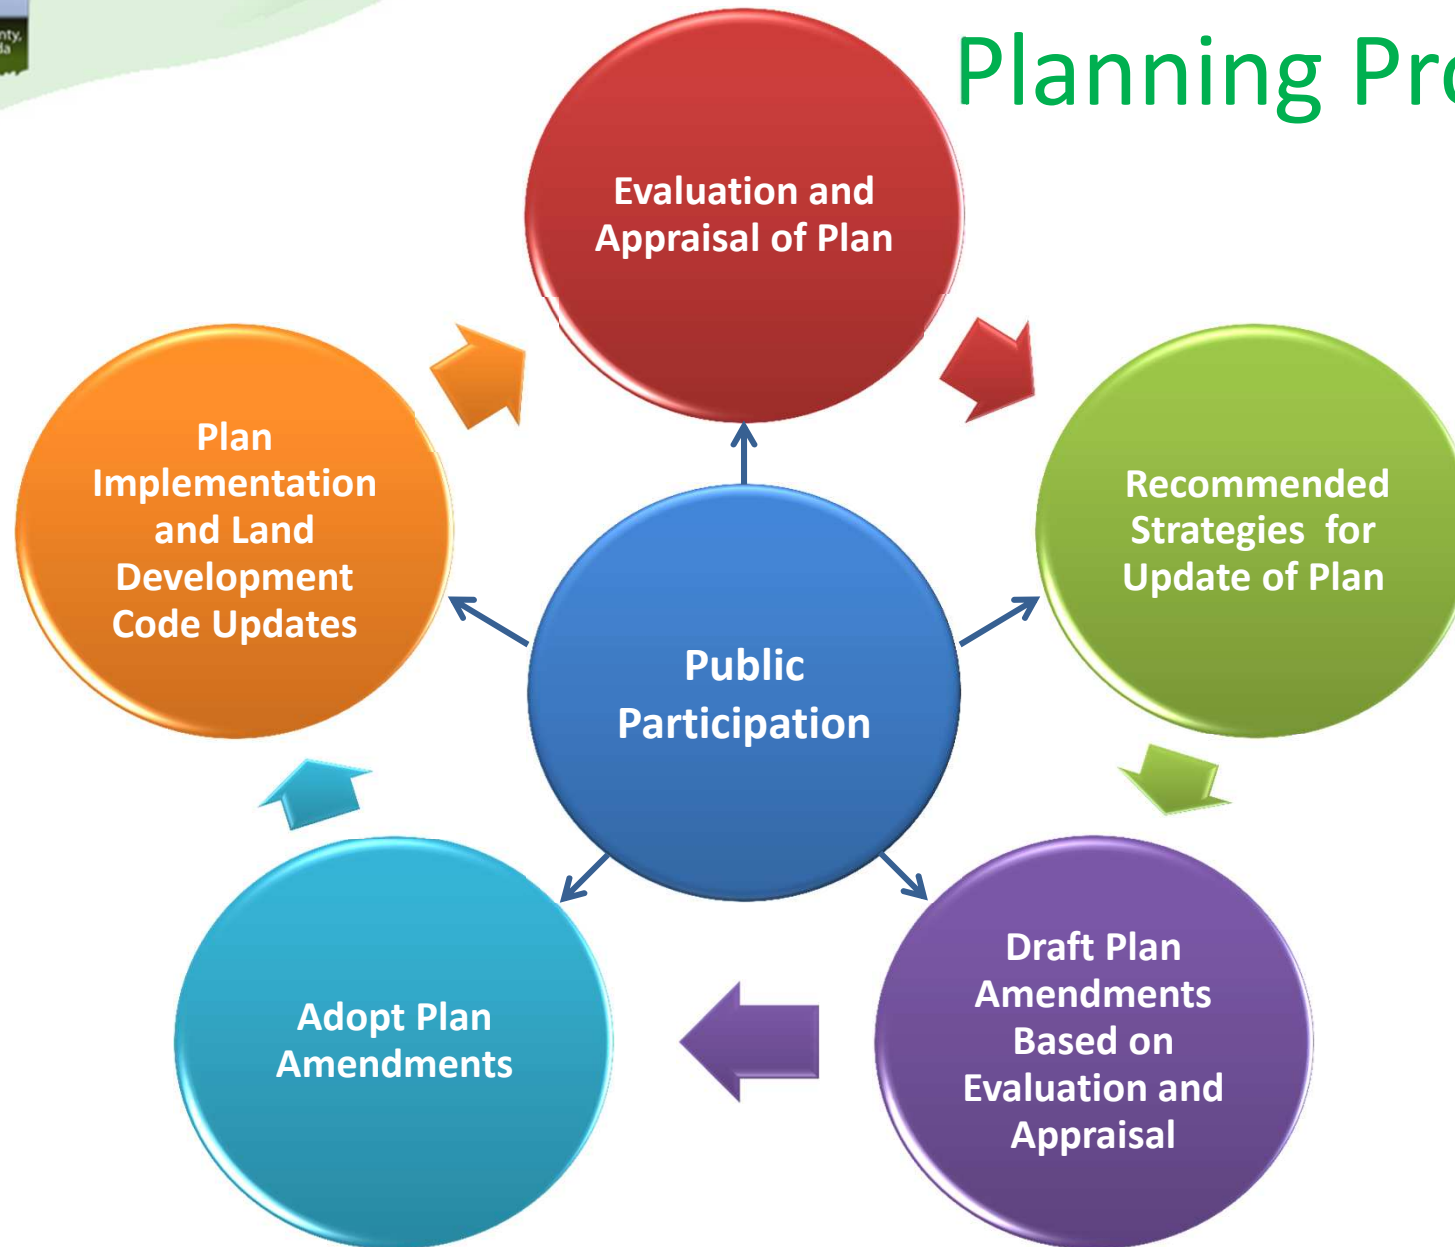 Planning Pro
Evaluation and
Appraisal of Plan
Recommended
Strategies for
Update of Plan
Draft Plan
Amendments
Based on
Evaluation and
Appraisal
Adopt Plan
Amendments
Plan
Implementation
and Land
Development
Code Updates
Public
Participation